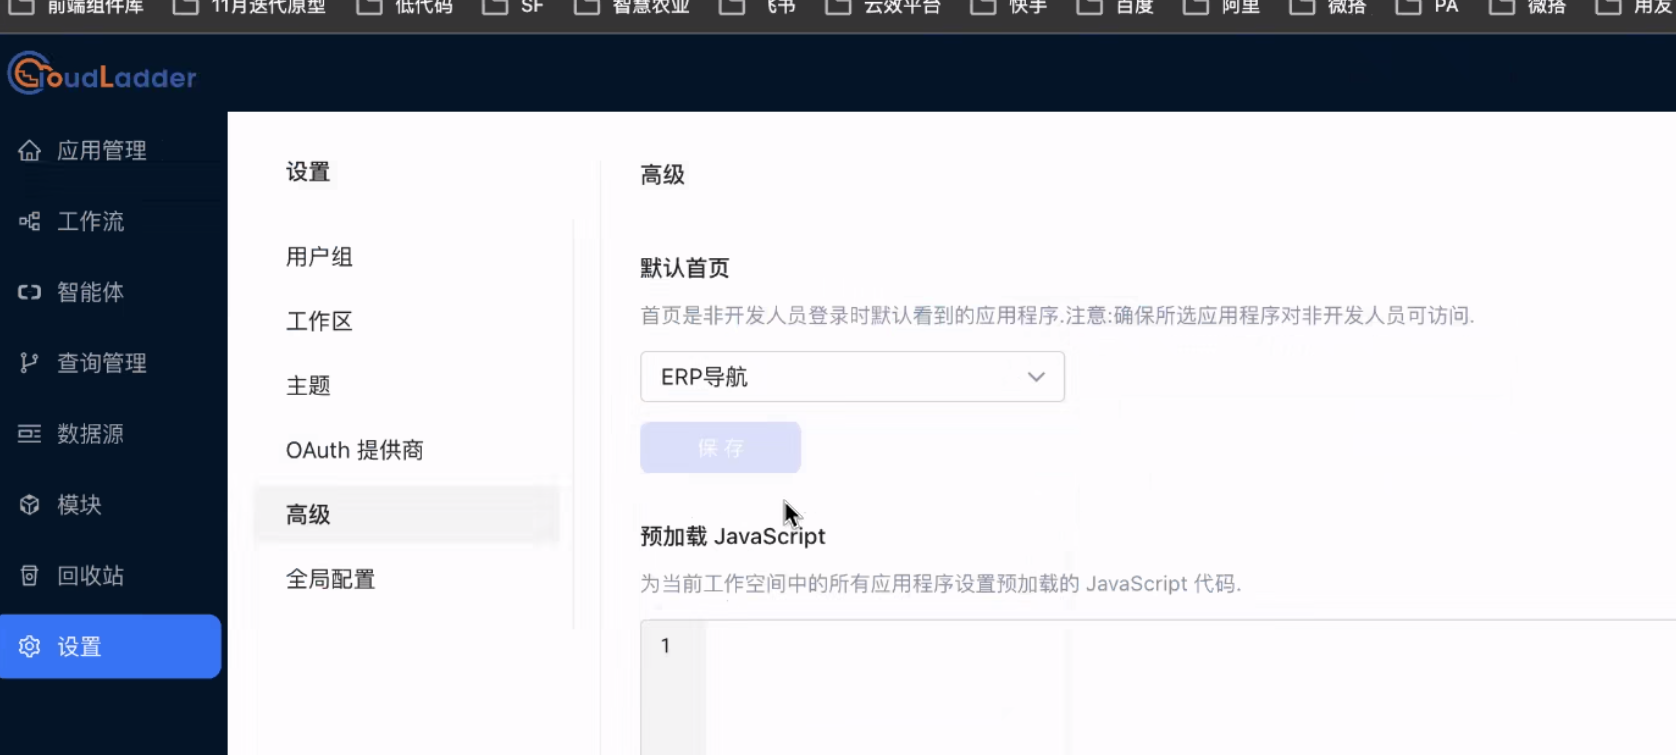 前端组件库 11月迭代原型 低代码 SF 智慧农业 飞书 云效平台 快手 百度 阿里 微搭 PA 微搭 用友
CloudLadder
应用管理
工作流
智能体
查询管理
数据源
模块
回收站
设置
设置
用户组
工作区
主题
OAuth 提供商
高级
全局配置
高级
默认首页
首页是非开发人员登录时默认看到的应用程序.注意:确保所选应用程序对非开发人员可访问.
ERP导航
保 存
预加载 JavaScript
为当前工作空间中的所有应用程序设置预加载的 JavaScript 代码.
1